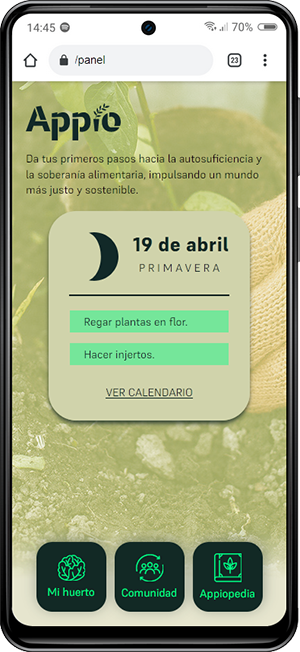 14:45
70%
/panel
23
Appio
Da tus primeros pasos hacia la autosuficiencia y
la soberanía alimentaria, impulsando un mundo
más justo y sostenible.
19 de abril
PRIMAVERA
Regar plantas en flor.
Hacer injertos.
VER CALENDARIO
Mi huerto
Comunidad
Appiopedia